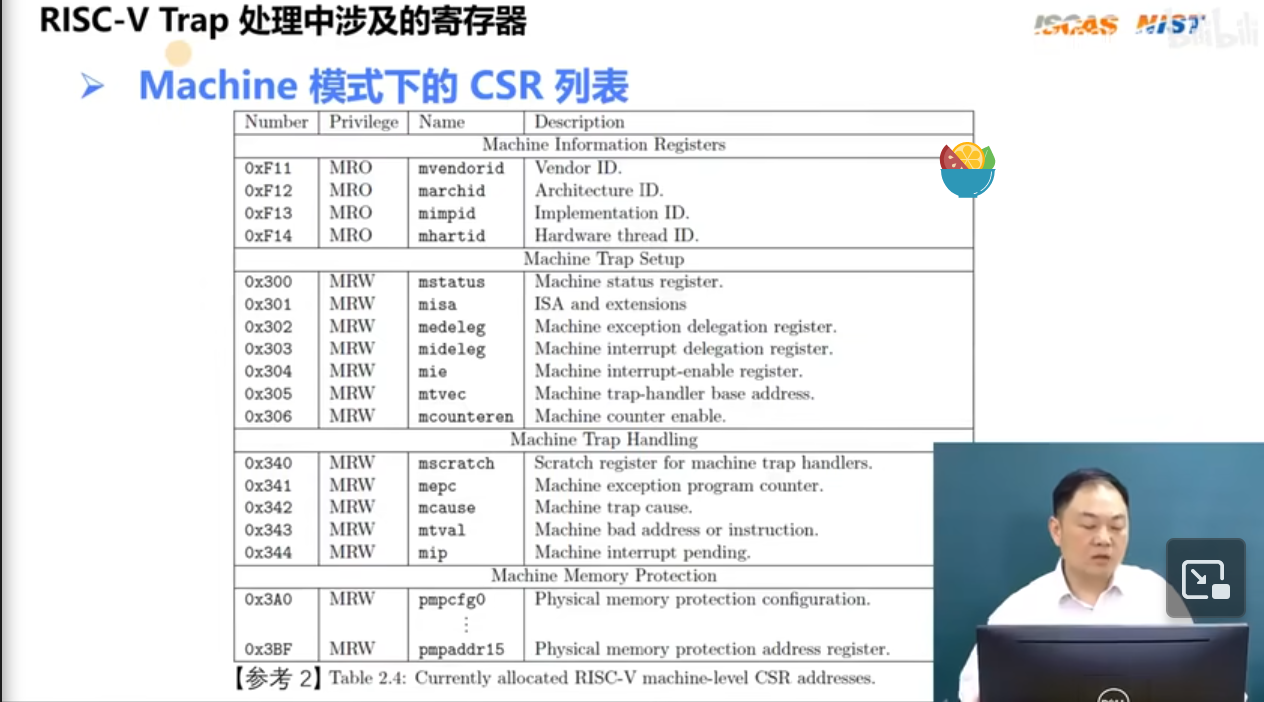 RISC-V Trap 处理中涉及的寄存器
ISCAS MIST
bilibili
➢ Machine 模式下的 CSR 列表
Number Privilege Name Description
Machine Information Registers
0xF11 MRO mvendorid Vendor ID.
0xF12 MRO marchid Architecture ID.
0xF13 MRO mimpid Implementation ID.
0xF14 MRO mhartid Hardware thread ID.
Machine Trap Setup
0x300 MRW mstatus Machine status register.
0x301 MRW misa ISA and extensions
0x302 MRW medeleg Machine exception delegation register.
0x303 MRW mideleg Machine interrupt delegation register.
0x304 MRW mie Machine interrupt-enable register.
0x305 MRW mtvec Machine trap-handler base address.
0x306 MRW mcounteren Machine counter enable.
Machine Trap Handling
0x340 MRW mscratch Scratch register for machine trap handlers.
0x341 MRW mepc Machine exception program counter.
0x342 MRW mcause Machine trap cause.
0x343 MRW mtval Machine bad address or instruction.
0x344 MRW mip Machine interrupt pending.
Machine Memory Protection
0x3A0 MRW pmpcfg0 Physical memory protection configuration.
⋮
0x3BF MRW pmpaddr15 Physical memory protection address register.
【参考 2】Table 2.4: Currently allocated RISC-V machine-level CSR addresses.